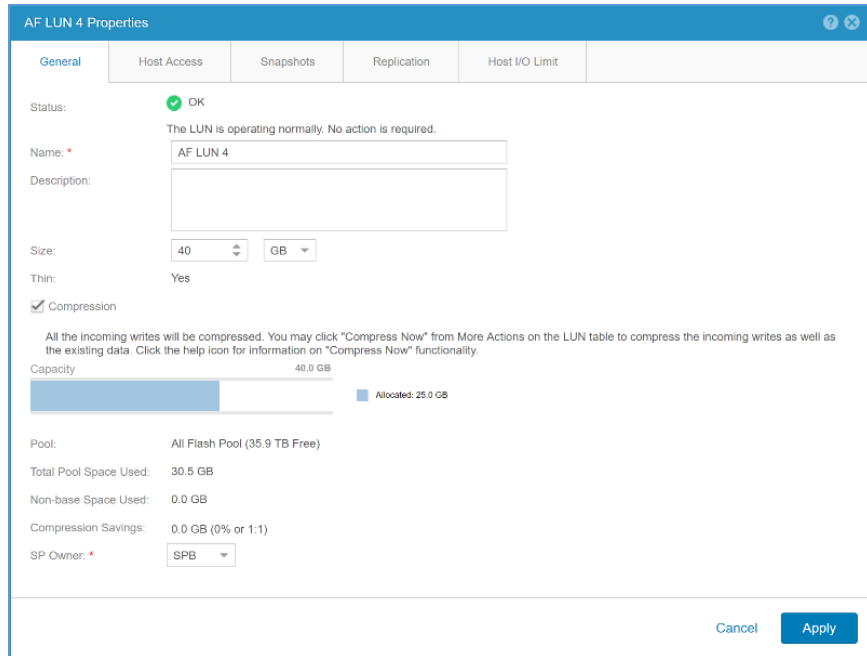 AF LUN 4 Properties
General Host Access Snapshots Replication Host I/O Limit
Status: OK
The LUN is operating normally. No action is required.
Name: * AF LUN 4
Description:
Size: 40 GB
Thin: Yes
Compression
All the incoming writes will be compressed. You may click "Compress Now" from More Actions on the LUN table to compress the incoming writes as well as
the existing data. Click the help icon for information on "Compress Now" functionality.
Capacity 40.0 GB
Allocated: 25.0 GB
Pool: All Flash Pool (35.9 TB Free)
Total Pool Space Used: 30.5 GB
Non-base Space Used: 0.0 GB
Compression Savings: 0.0 GB (0% or 1:1)
SP Owner: * SPB
Cancel Apply